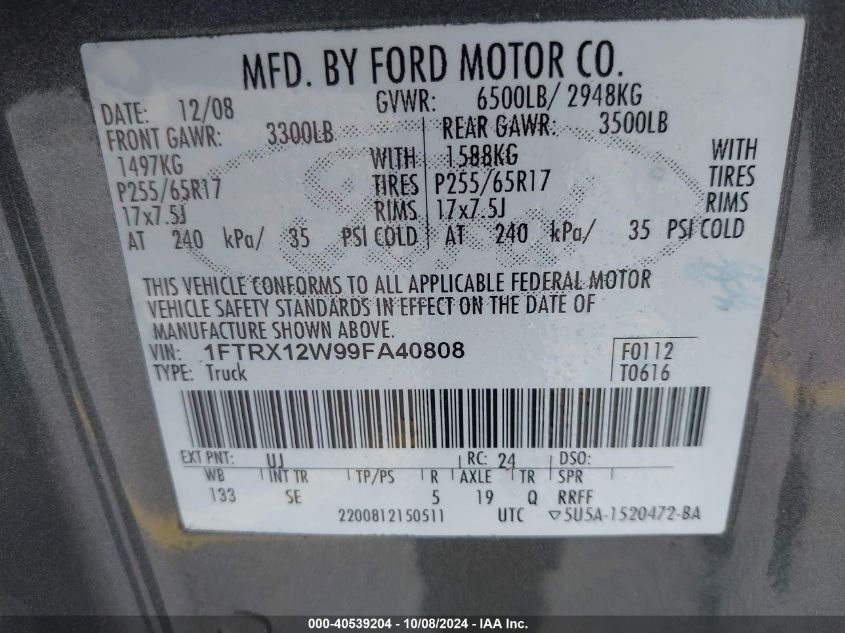 MFD. BY FORD MOTOR CO.
DATE: 12/08 GVWR: 6500LB/ 2948KG
FRONT GAWR: 3300LB REAR GAWR: 3500LB
1497KG WITH 1588KG WITH
P255/65R17 TIRES P255/65R17 TIRES
17x7.5J RIMS 17x7.5J RIMS
AT 240 kPa/ 35 PSI COLD AT 240 kPa/ 35 PSI COLD
THIS VEHICLE CONFORMS TO ALL APPLICABLE FEDERAL MOTOR
VEHICLE SAFETY STANDARDS IN EFFECT ON THE DATE OF
MANUFACTURE SHOWN ABOVE.
VIN: 1FTRX12W99FA40808 F0112
TYPE: Truck T0616
EXT PNT: UJ RC: 24 DSO:
WB INT TR TP/PS R AXLE TR SPR
133 SE 5 19 Q RRFF
2200812150511 UTC ▽5U5A-1520472-BA
000-40539204 - 10/08/2024 - IAA Inc.